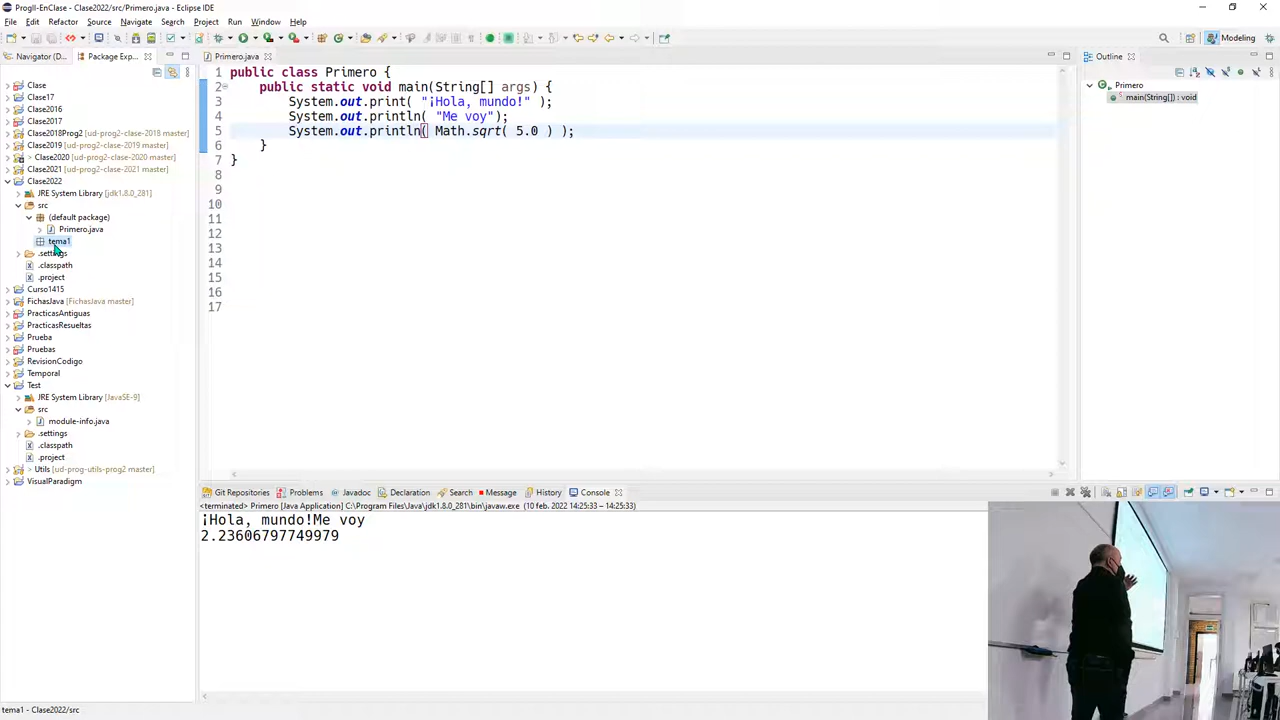 ProgII-EnClase - Clase2022/src/Primero.java - Eclipse IDE
File Edit Refactor Source Navigate Search Project Run Window Help
Modeling
Navigator (D...
Package Exp...
Primero.java
Outline
Clase
Clase17
Clase2016
Clase2017
Clase2018Prog2 [ud-prog2-clase-2018 master]
Clase2019 [ud-prog2-clase-2019 master]
> Clase2020 [ud-prog2-clase-2020 master]
Clase2021 [ud-prog2-clase-2021 master]
Clase2022
JRE System Library [jdk1.8.0_281]
src
(default package)
Primero.java
tema1
.settings
.classpath
.project
Curso1415
FichasJava [FichasJava master]
PracticasAntiguas
PracticasResueltas
Prueba
Pruebas
RevisionCodigo
Temporal
Test
JRE System Library [JavaSE-9]
src
module-info.java
.settings
.classpath
.project
> Utils [ud-prog-utils-prog2 master]
VisualParadigm
1 public class Primero {
2 public static void main(String[] args) {
3 System.out.print( "¡Hola, mundo!" );
4 System.out.println( "Me voy");
5 System.out.println( Math.sqrt( 5.0 ) );
6 }
7 }
8
9
10
11
12
13
14
15
16
17
Primero
main(String[]) : void
Git Repositories Problems Javadoc Declaration Search Message History Console
<terminated> Primero [Java Application] C:\Program Files\Java\jdk1.8.0_281\bin\javaw.exe (10 feb. 2022 14:25:33 – 14:25:33)
¡Hola, mundo!Me voy
2.23606797749979
tema1 - Clase2022/src